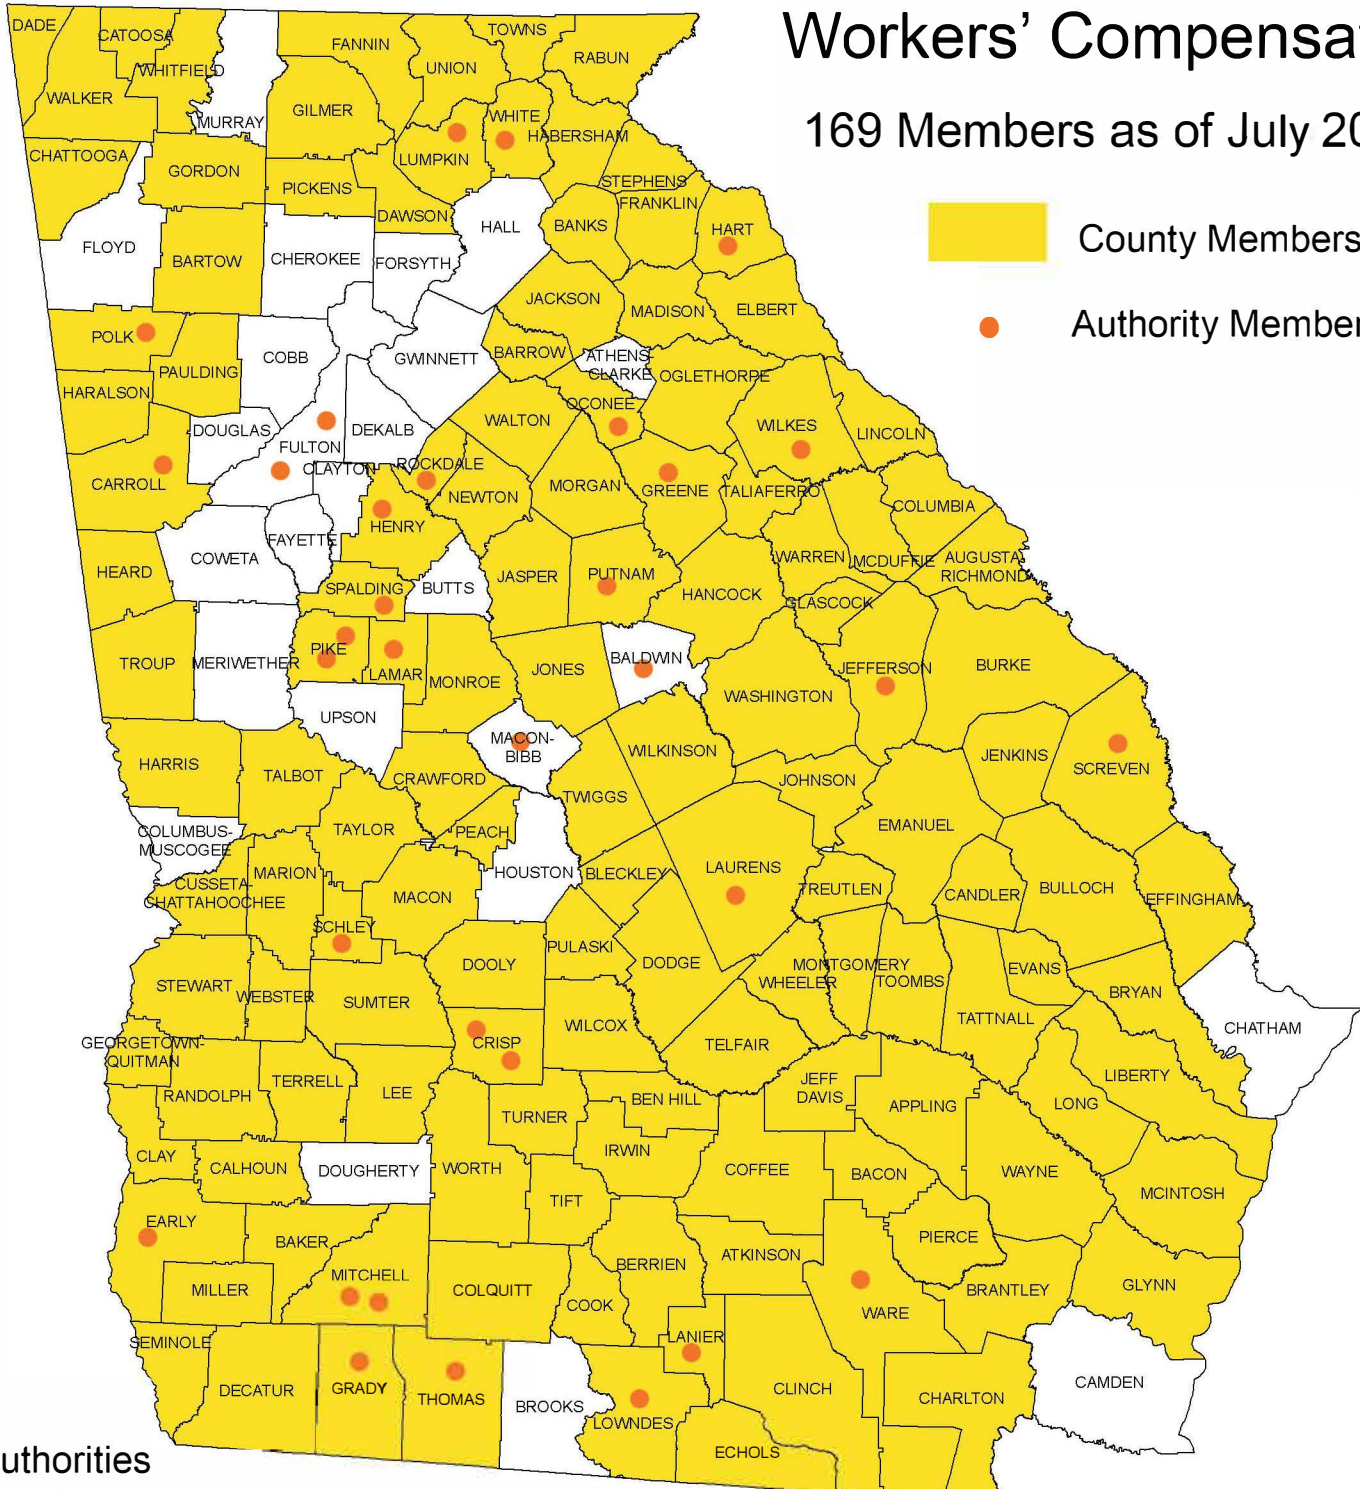 Workers’ Compensa
169 Members as of July 20
County Members
Authority Member
DADE
CATOOSA
WHITFIELD
WALKER
MURRAY
FANNIN
TOWNS
UNION
RABUN
GILMER
WHITE
HABERSHAM
LUMPKIN
CHATTOOGA
GORDON
PICKENS
STEPHENS
FRANKLIN
DAWSON
HALL
BANKS
HART
FLOYD
BARTOW
CHEROKEE
FORSYTH
JACKSON
MADISON
ELBERT
POLK
PAULDING
COBB
GWINNETT
BARROW
ATHENS-
CLARKE
OGLETHORPE
HARALSON
DOUGLAS
FULTON
DEKALB
WALTON
OCONEE
WILKES
LINCOLN
CARROLL
CLAYTON
ROCKDALE
NEWTON
MORGAN
GREENE
TALIAFERRO
COLUMBIA
HENRY
FAYETTE
COWETA
HEARD
SPALDING
BUTTS
JASPER
PUTNAM
HANCOCK
WARREN
MCDUFFIE
AUGUSTA
RICHMOND
GLASCOCK
TROUP
MERIWETHER
PIKE
LAMAR
MONROE
JONES
BALDWIN
WASHINGTON
JEFFERSON
BURKE
UPSON
HARRIS
TALBOT
CRAWFORD
MACON-
BIBB
WILKINSON
TWIGGS
JOHNSON
JENKINS
SCREVEN
COLUMBUS-
MUSCOGEE
TAYLOR
PEACH
EMANUEL
CUSSETA-
CHATTAHOOCHEE
MARION
MACON
HOUSTON
BLECKLEY
LAURENS
TREUTLEN
CANDLER
BULLOCH
EFFINGHAM
SCHLEY
DOOLY
PULASKI
DODGE
WHEELER
MONTGOMERY
TOOMBS
EVANS
BRYAN
STEWART
WEBSTER
SUMTER
CRISP
WILCOX
TELFAIR
TATTNALL
CHATHAM
GEORGETOWN-
QUITMAN
RANDOLPH
TERRELL
LEE
TURNER
BEN HILL
JEFF
DAVIS
APPLING
LONG
LIBERTY
CLAY
CALHOUN
DOUGHERTY
WORTH
TIFT
IRWIN
COFFEE
BACON
WAYNE
MCINTOSH
EARLY
BAKER
MITCHELL
MILLER
COLQUITT
COOK
BERRIEN
ATKINSON
PIERCE
WARE
BRANTLEY
GLYNN
SEMINOLE
DECATUR
GRADY
THOMAS
BROOKS
LANIER
LOWNDES
CLINCH
ECHOLS
CHARLTON
CAMDEN
uthorities